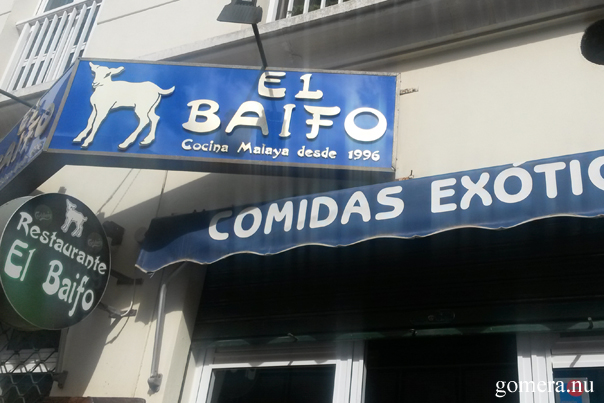 EL
BAIFO
Cocina Malaya desde 1996
COMIDAS EXÓTIC
Restaurante
El Baifo
gomera.nu